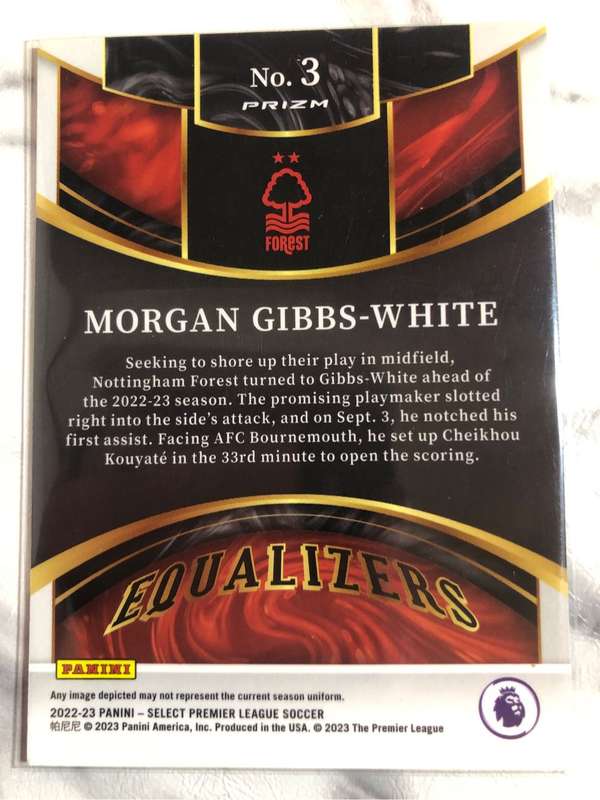 No. 3
PRIZM
FOREST
MORGAN GIBBS-WHITE
Seeking to shore up their play in midfield,
Nottingham Forest turned to Gibbs-White ahead of
the 2022-23 season. The promising playmaker slotted
right into the side's attack, and on Sept. 3, he notched his
first assist. Facing AFC Bournemouth, he set up Cheikhou
Kouyaté in the 33rd minute to open the scoring.
EQUALIZERS
PANINI
Any image depicted may not represent the current season uniform.
2022-23 PANINI – SELECT PREMIER LEAGUE SOCCER
帕尼尼 © 2023 Panini America, Inc. Produced in the USA. © 2023 The Premier League